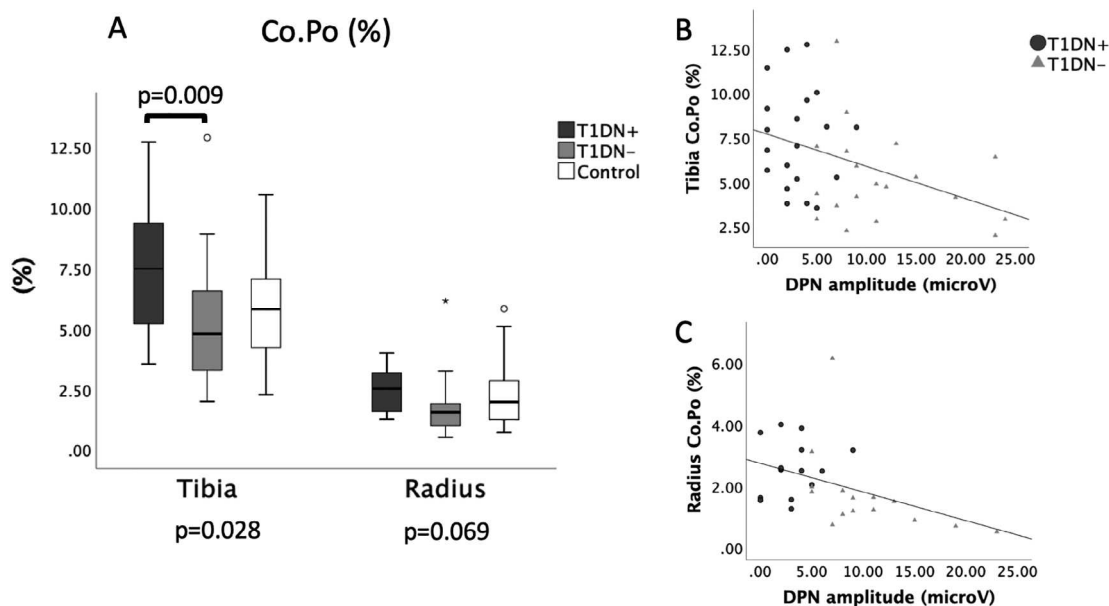 A
Co.Po (%)
p=0.009
T1DN+
T1DN−
Control
(%)
12.50
10.00
7.50
5.00
2.50
.00
Tibia
Radius
p=0.028
p=0.069
B
T1DN+
T1DN−
Tibia Co.Po (%)
12.50
10.00
7.50
5.00
2.50
.00 5.00 10.00 15.00 20.00 25.00
DPN amplitude (microV)
C
Radius Co.Po (%)
6.00
4.00
2.00
.00
.00 5.00 10.00 15.00 20.00 25.00
DPN amplitude (microV)